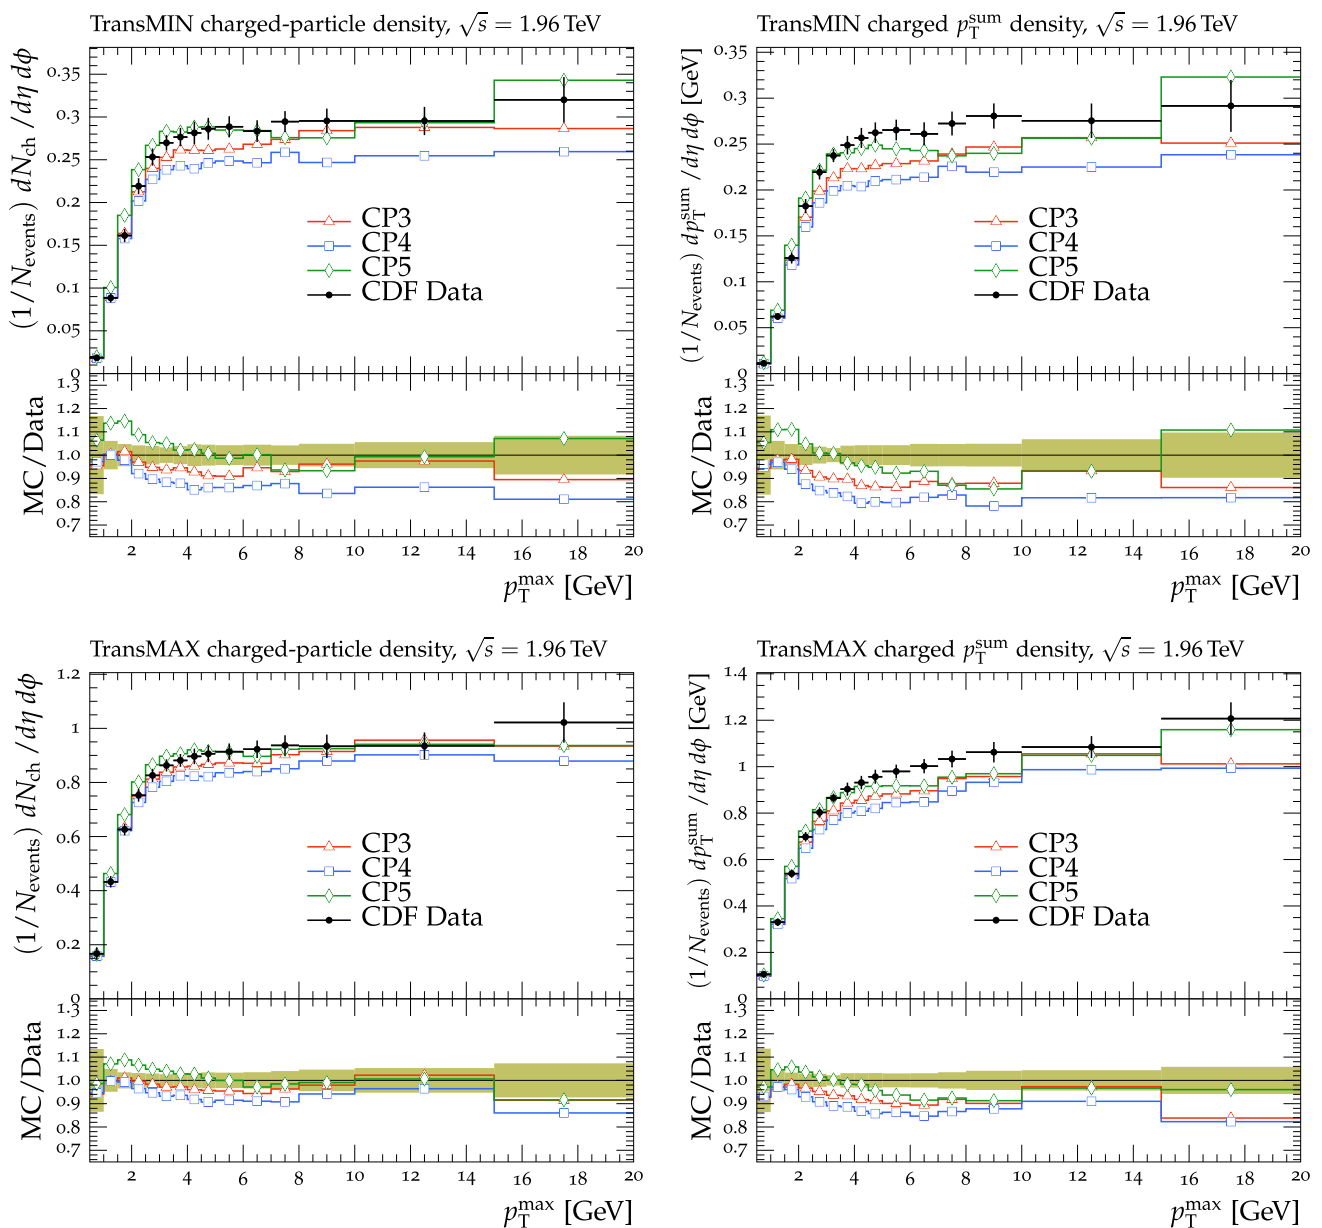 TransMIN charged-particle density, √s = 1.96 TeV
(1/N_events) dN_ch/dη dφ
0.35
0.3
0.25
0.2
0.15
0.1
0.05
0
CP3
CP4
CP5
CDF Data
MC/Data
1.3
1.2
1.1
1.0
0.9
0.8
0.7
2 4 6 8 10 12 14 16 18 20
p_T^max [GeV]
TransMIN charged p_T^sum density, √s = 1.96 TeV
(1/N_events) dp_T^sum/dη dφ [GeV]
0.35
0.3
0.25
0.2
0.15
0.1
0.05
0
CP3
CP4
CP5
CDF Data
MC/Data
1.3
1.2
1.1
1.0
0.9
0.8
0.7
2 4 6 8 10 12 14 16 18 20
p_T^max [GeV]
TransMAX charged-particle density, √s = 1.96 TeV
(1/N_events) dN_ch/dη dφ
1.2
1
0.8
0.6
0.4
0.2
0
CP3
CP4
CP5
CDF Data
MC/Data
1.3
1.2
1.1
1.0
0.9
0.8
0.7
2 4 6 8 10 12 14 16 18 20
p_T^max [GeV]
TransMAX charged p_T^sum density, √s = 1.96 TeV
(1/N_events) dp_T^sum/dη dφ [GeV]
1.4
1.2
1
0.8
0.6
0.4
0.2
0
CP3
CP4
CP5
CDF Data
MC/Data
1.3
1.2
1.1
1.0
0.9
0.8
0.7
2 4 6 8 10 12 14 16 18 20
p_T^max [GeV]